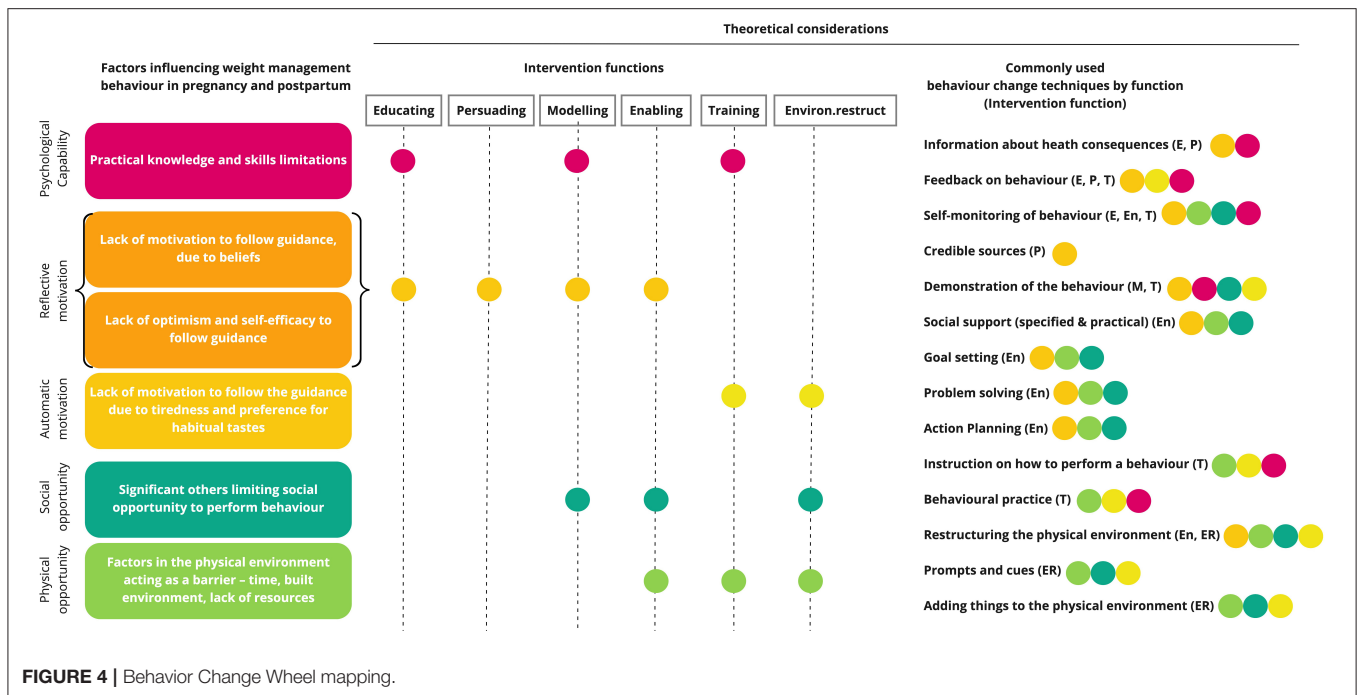 Theoretical considerations
Factors influencing weight management
behaviour in pregnancy and postpartum
Intervention functions
Commonly used
behaviour change techniques by function
(Intervention function)
Educating
Persuading
Modelling
Enabling
Training
Environ.restruct
Psychological
Capability
Practical knowledge and skills limitations
Reflective
motivation
Lack of motivation to follow guidance,
due to beliefs
Lack of optimism and self-efficacy to
follow guidance
Automatic
motivation
Lack of motivation to follow the guidance
due to tiredness and preference for
habitual tastes
Social
opportunity
Significant others limiting social
opportunity to perform behaviour
Physical
opportunity
Factors in the physical environment
acting as a barrier – time, built
environment, lack of resources
Information about heath consequences (E, P)
Feedback on behaviour (E, P, T)
Self-monitoring of behaviour (E, En, T)
Credible sources (P)
Demonstration of the behaviour (M, T)
Social support (specified & practical) (En)
Goal setting (En)
Problem solving (En)
Action Planning (En)
Instruction on how to perform a behaviour (T)
Behavioural practice (T)
Restructuring the physical environment (En, ER)
Prompts and cues (ER)
Adding things to the physical environment (ER)
FIGURE 4 | Behavior Change Wheel mapping.